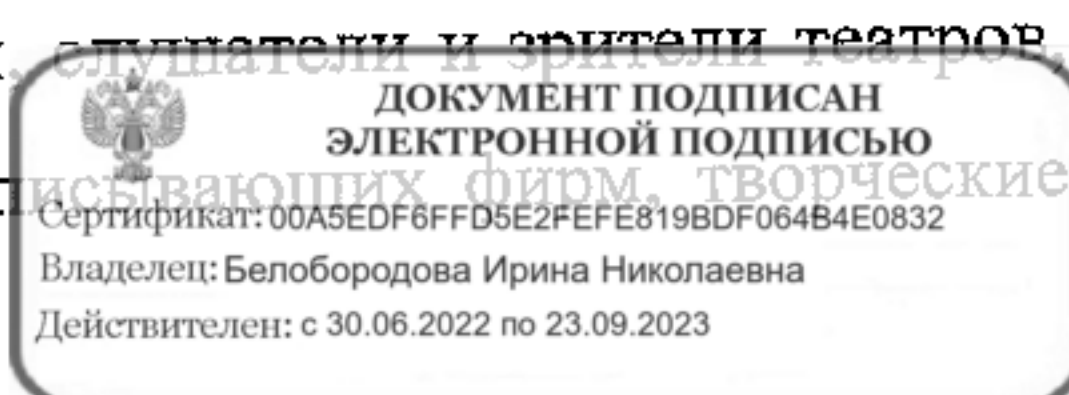 слушатели и зрители театров,
ДОКУМЕНТ ПОДПИСАН
ЭЛЕКТРОННОЙ ПОДПИСЬЮ
фирм, творческие
Сертификат: 00A5EDF6FFD5E2FEFE819BDF064B4E0832
Владелец: Белобородова Ирина Николаевна
Действителен: с 30.06.2022 по 23.09.2023